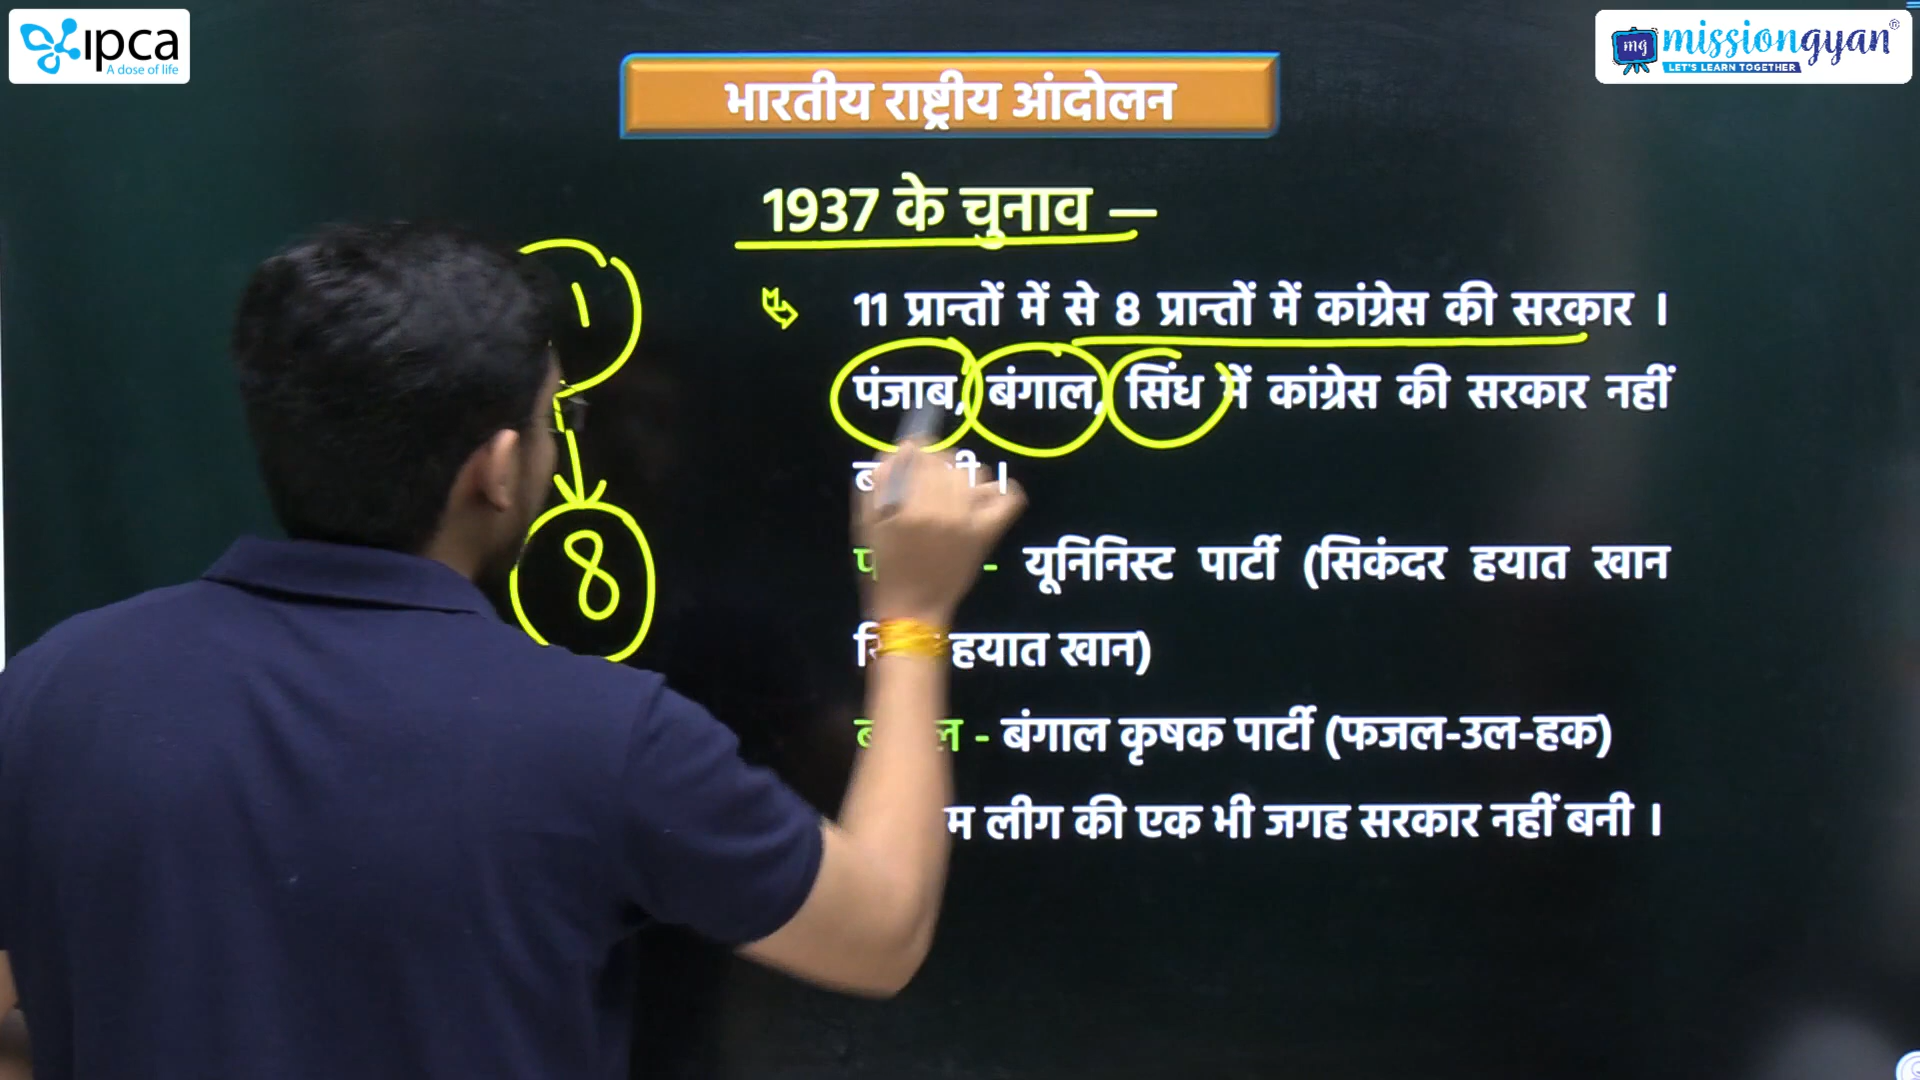 ipca
A dose of life
mg missiongyan®
LET'S LEARN TOGETHER
भारतीय राष्ट्रीय आंदोलन
1937 के चुनाव —
11 प्रान्तों में से 8 प्रान्तों में कांग्रेस की सरकार ।
पंजाब, बंगाल, सिंध में कांग्रेस की सरकार नहीं
।
- यूनिनिस्ट पार्टी (सिकंदर हयात खान
हयात खान)
- बंगाल कृषक पार्टी (फजल-उल-हक)
लीग की एक भी जगह सरकार नहीं बनी ।
8